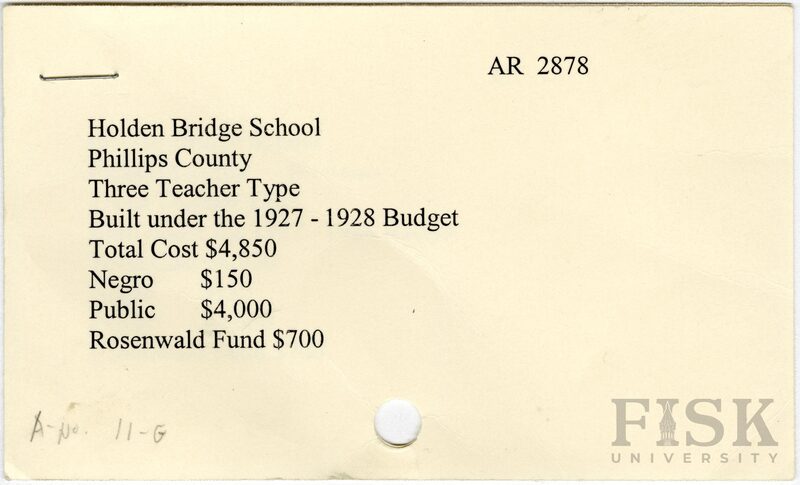 AR 2878
Holden Bridge School
Phillips County
Three Teacher Type
Built under the 1927 - 1928 Budget
Total Cost $4,850
Negro $150
Public $4,000
Rosenwald Fund $700
A-No. 11-G
FISK
UNIVERSITY